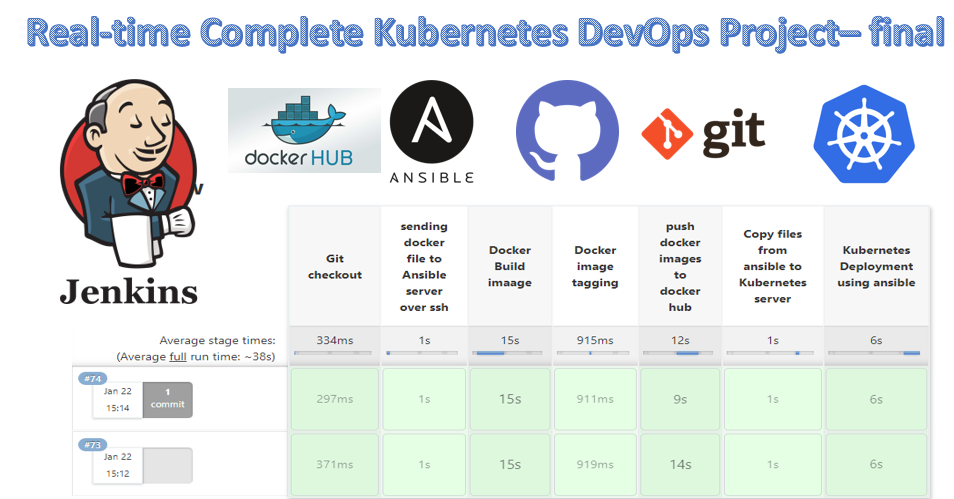 Real-time Complete Kubernetes DevOps Project– final
docker HUB
ANSIBLE
git
Jenkins
Git
checkout
sending
docker
file to
Ansible
server
over ssh
Docker
Build
imaage
Docker
image
tagging
push
docker
images
to
docker
hub
Copy files
from
ansible to
Kubernetes
server
Kubernetes
Deployment
using ansible
Average stage times:
(Average full run time: ~38s)
334ms
1s
15s
915ms
12s
1s
6s
#74
Jan 22
15:14
1
commit
297ms
1s
15s
911ms
9s
1s
6s
#73
Jan 22
15:12
371ms
1s
15s
919ms
14s
1s
6s